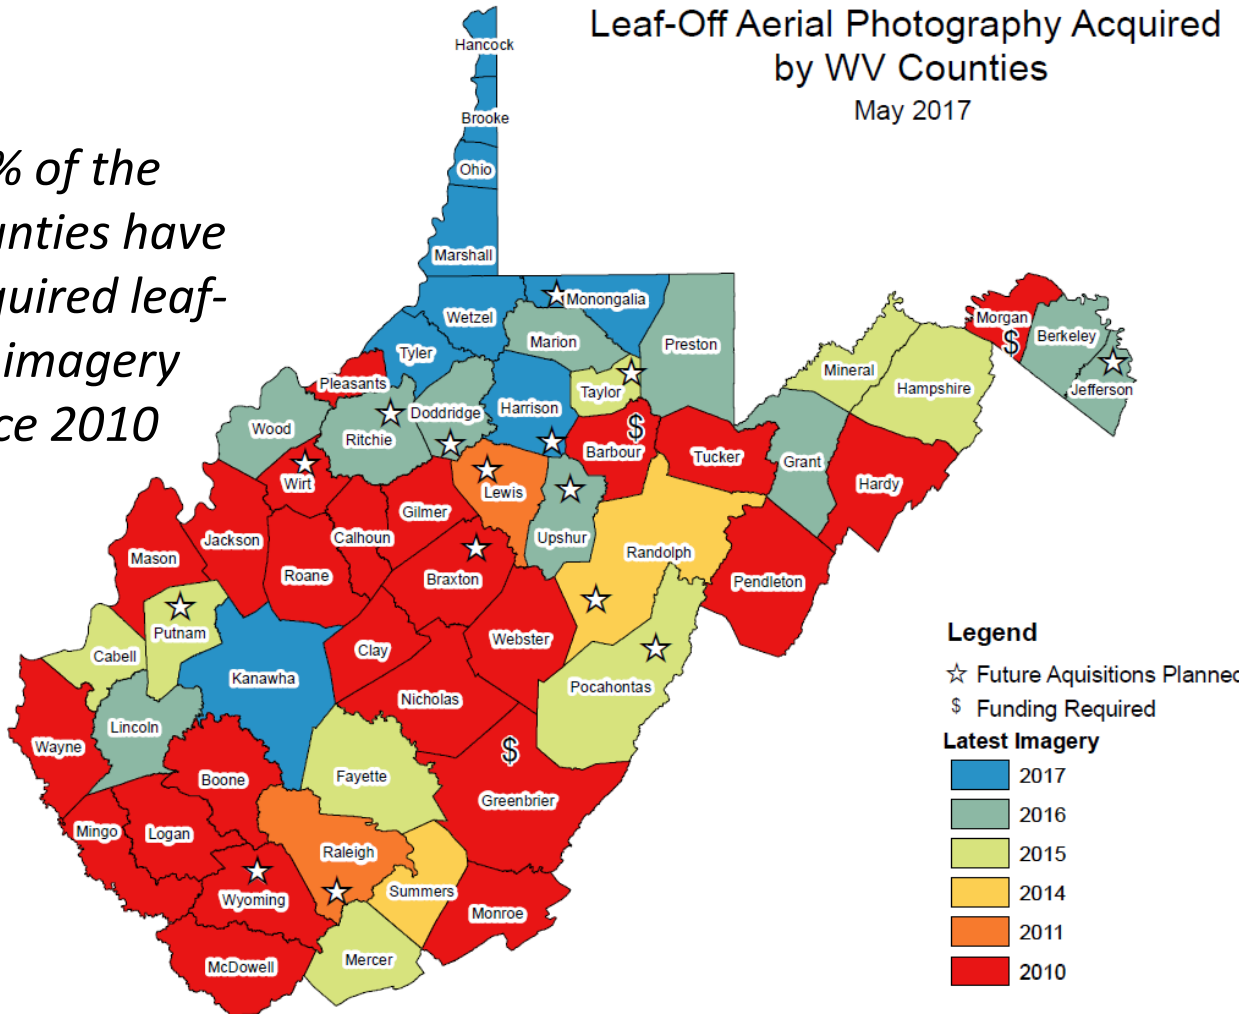 Leaf-Off Aerial Photography Acquired
by WV Counties
May 2017
% of the
have
leaf-
imagery
2010
Hancock
Brooke
Ohio
Marshall
Wetzel
Monongalia
Marion
Preston
Tyler
Pleasants
Taylor
Harrison
Doddridge
Ritchie
Wood
Barbour
$
Tucker
Grant
Mineral
Hampshire
Morgan
$
Berkeley
Jefferson
Hardy
Wirt
Lewis
Upshur
Gilmer
Calhoun
Jackson
Roane
Mason
Braxton
Randolph
Pendleton
Putnam
Cabell
Clay
Webster
Kanawha
Nicholas
Pocahontas
Lincoln
Wayne
Boone
Fayette
$
Greenbrier
Mingo
Logan
Raleigh
Wyoming
Summers
Monroe
McDowell
Mercer
Legend
Future Aquisitions Planned
$ Funding Required
Latest Imagery
2017
2016
2015
2014
2011
2010